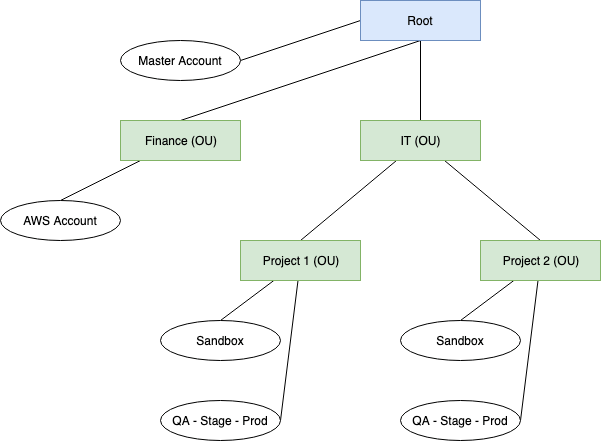 Root
Master Account
Finance (OU)
IT (OU)
AWS Account
Project 1 (OU)
Project 2 (OU)
Sandbox
Sandbox
QA - Stage - Prod
QA - Stage - Prod